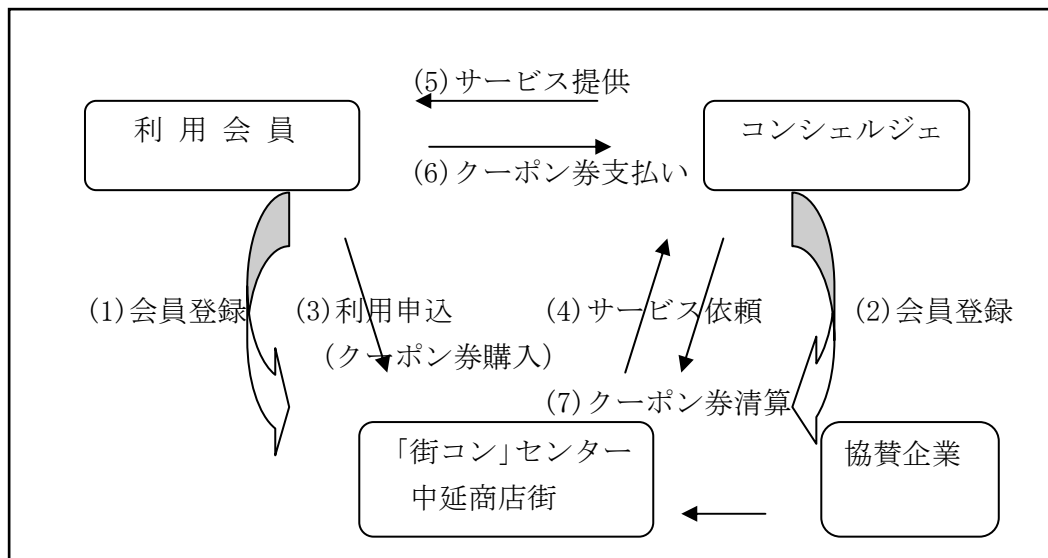 (5)サービス提供
利 用 会 員
コンシェルジェ
(6)クーポン券支払い
(1)会員登録
(3)利用申込
(クーポン券購入)
(4)サービス依頼
(2)会員登録
(7)クーポン券清算
「街コン」センター
中延商店街
協賛企業